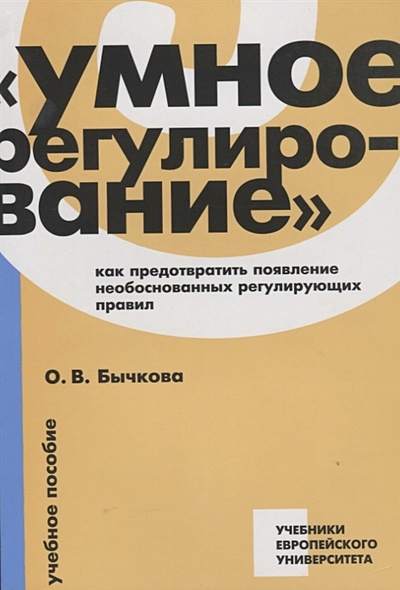 «умное
регулиро-
вание»
как предотвратить появление
необоснованных регулирующих
правил
О. В. Бычкова
учебное пособие
УЧЕБНИКИ
ЕВРОПЕЙСКОГО
УНИВЕРСИТЕТА